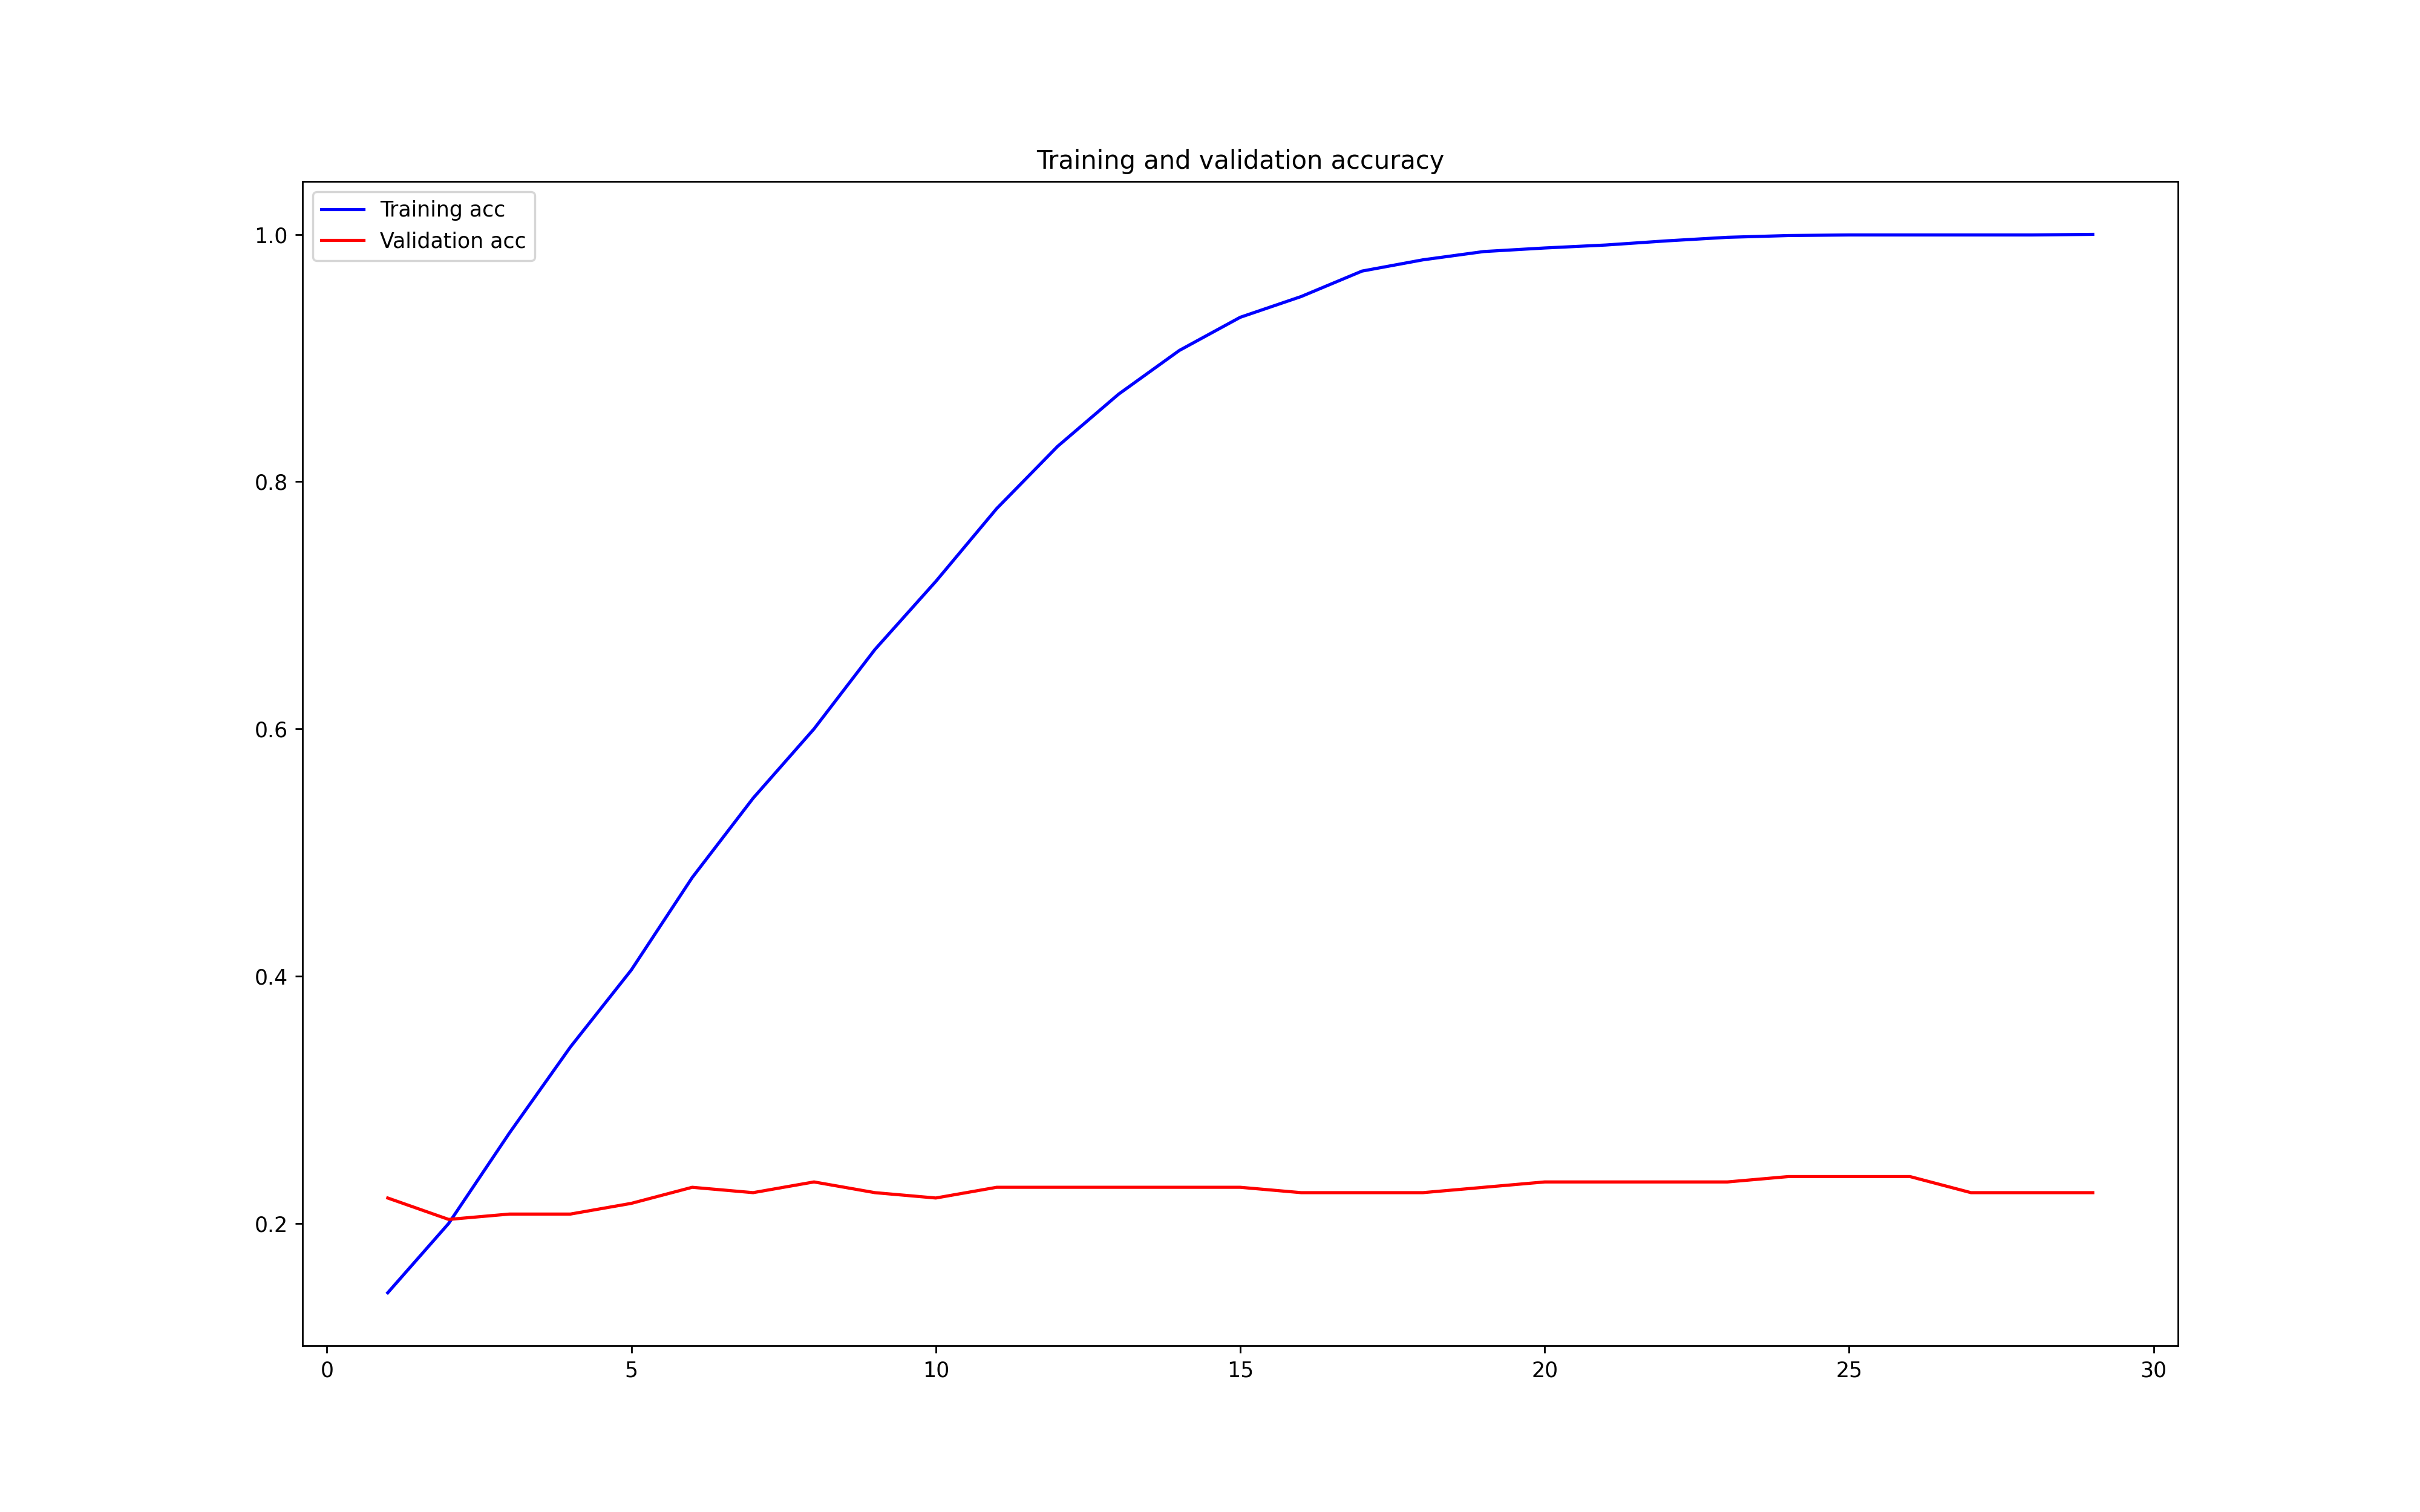 Training and validation accuracy
Training acc
Validation acc
1.0
0.8
0.6
0.4
0.2
0 5 10 15 20 25 30